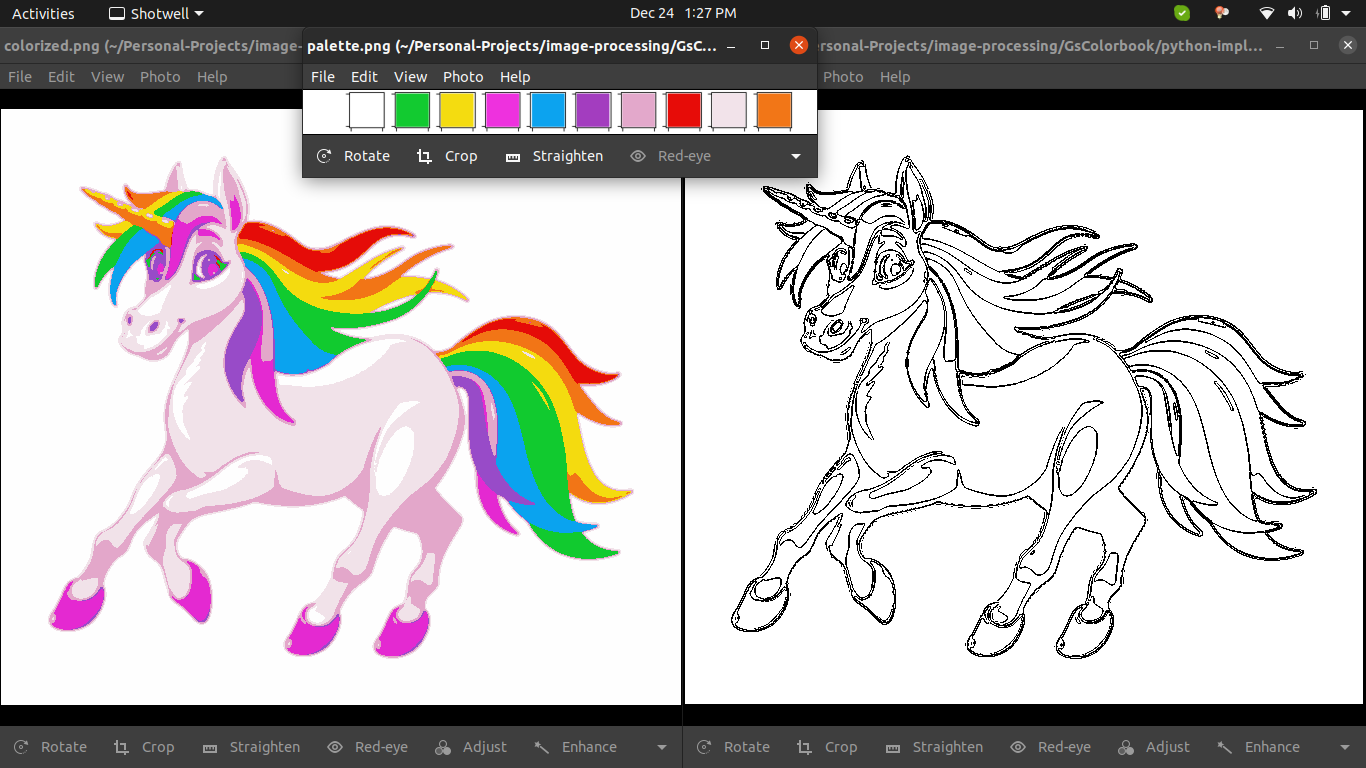 Activities Shotwell Dec 24 1:27 PM
colorized.png (~/Personal-Projects/image-
palette.png (~/Personal-Projects/image-processing/GsC...
rsonal-Projects/image-processing/GsColorbook/python-impl...
File Edit View Photo Help
File Edit View Photo Help
Photo Help
Rotate Crop Straighten Red-eye
Rotate Crop Straighten Red-eye Adjust Enhance
Rotate Crop Straighten Red-eye Adjust Enhance